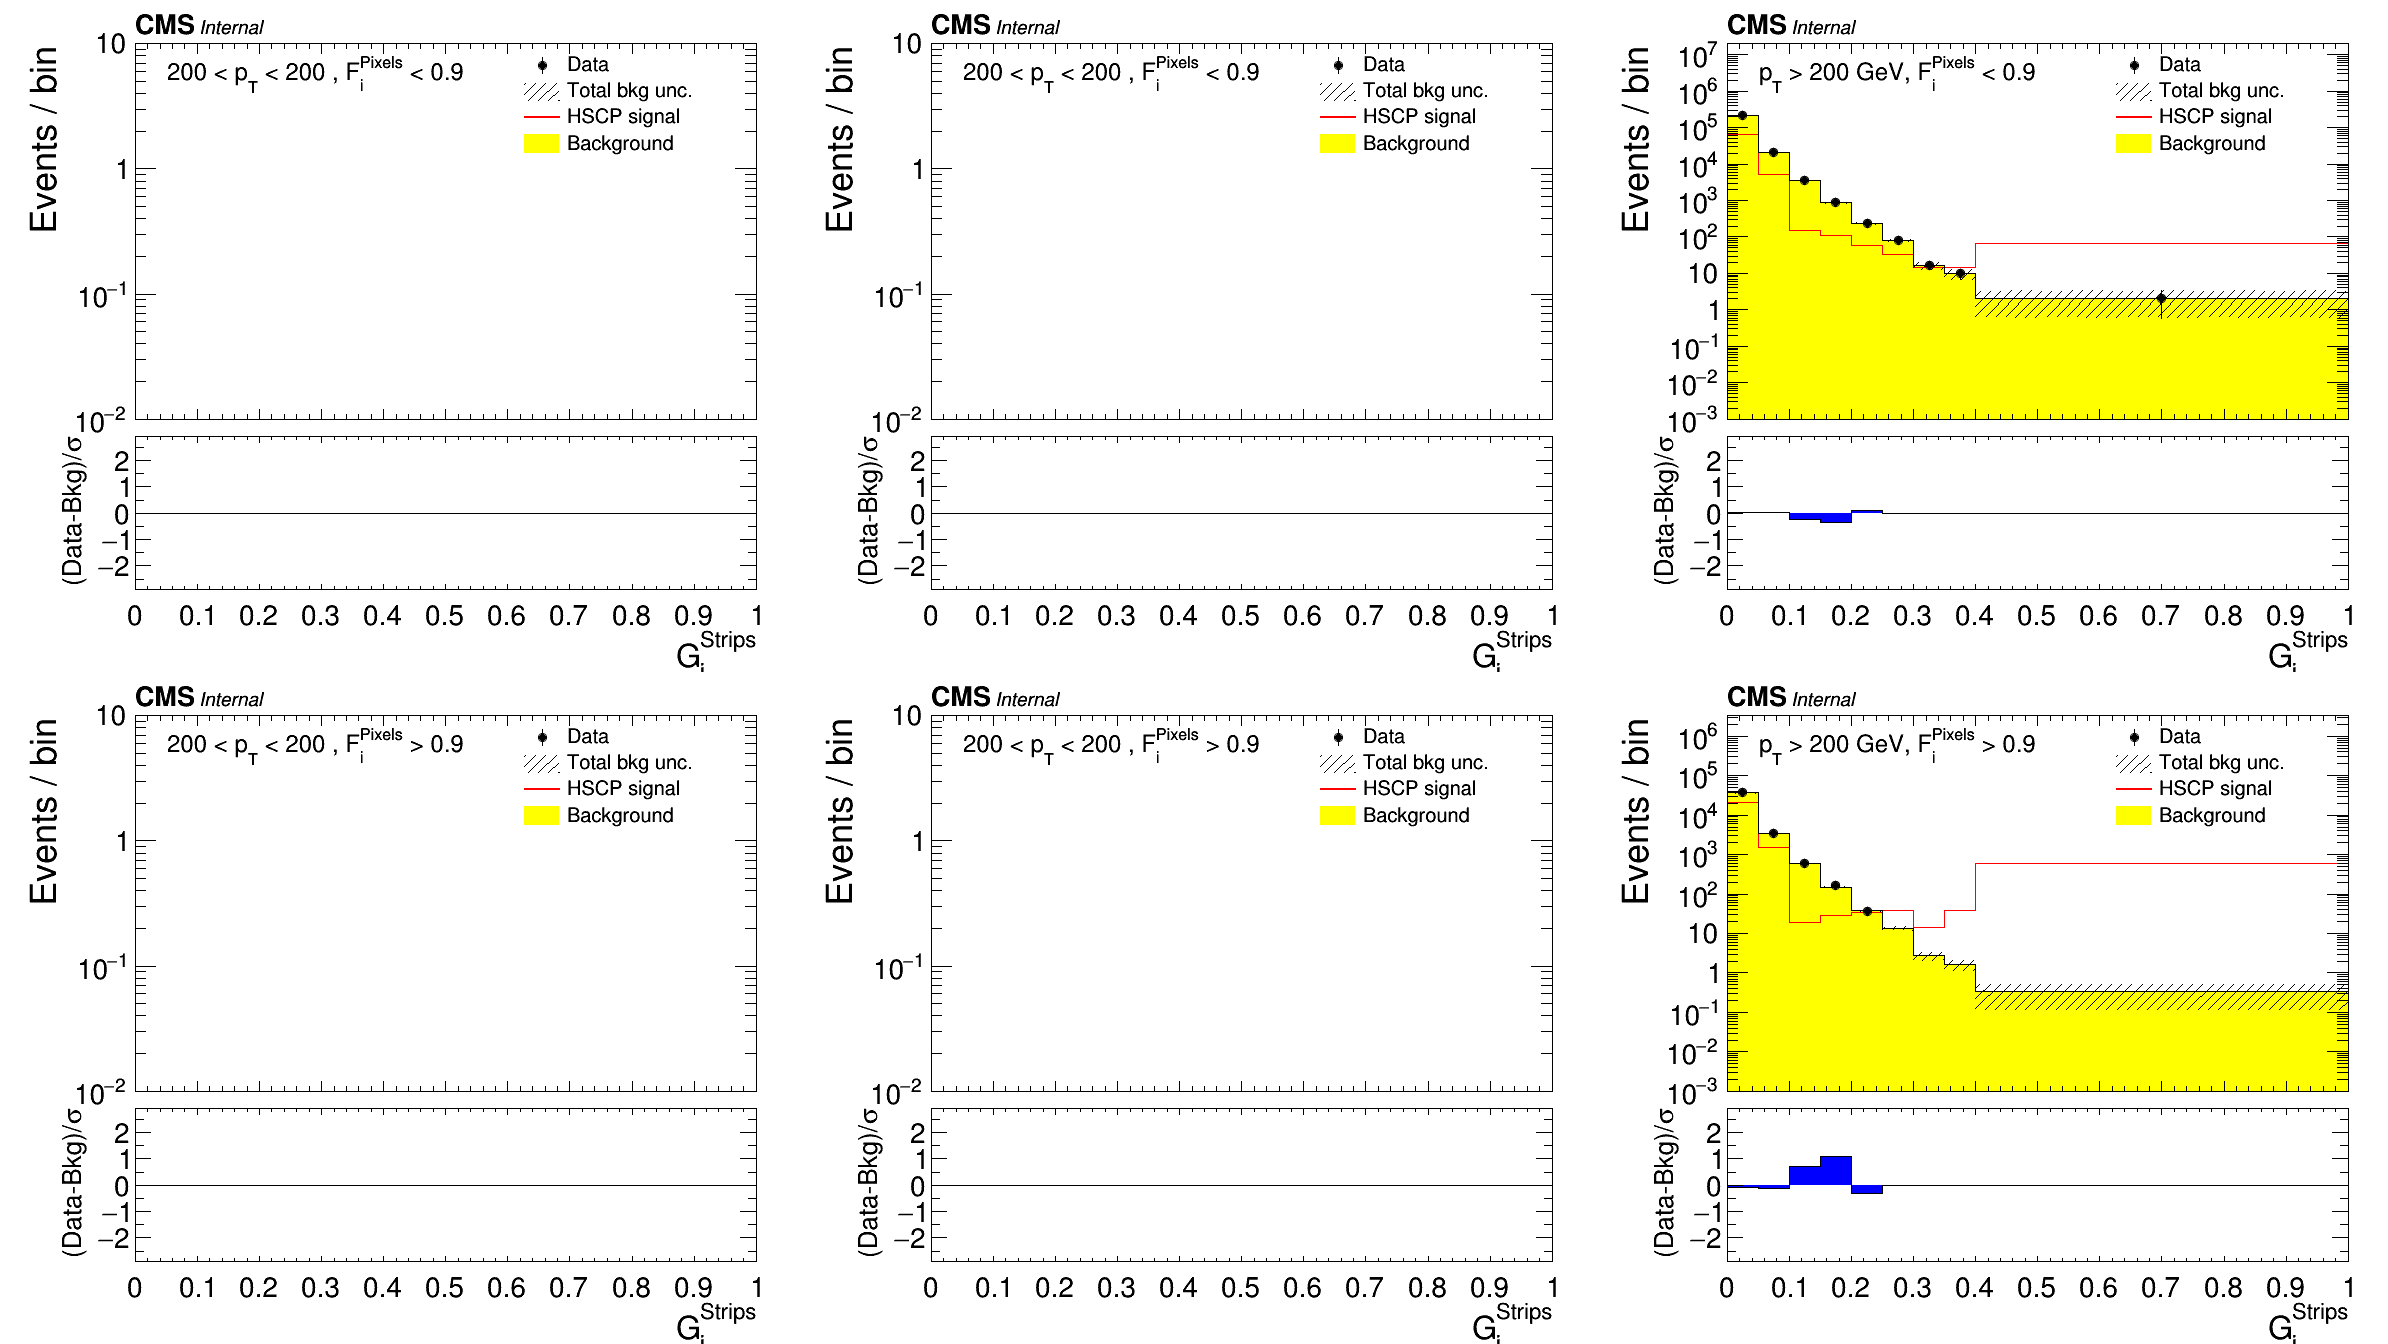 CMS Internal
Events / bin
200 < p_T < 200 , F_i^Pixels < 0.9
Data
Total bkg unc.
HSCP signal
Background
10
1
10^−1
10^−2
(Data-Bkg)/σ
2
1
0
−1
−2
0 0.1 0.2 0.3 0.4 0.5 0.6 0.7 0.8 0.9 1
G_i^Strips
CMS Internal
Events / bin
200 < p_T < 200 , F_i^Pixels < 0.9
Data
Total bkg unc.
HSCP signal
Background
10
1
10^−1
10^−2
(Data-Bkg)/σ
2
1
0
−1
−2
0 0.1 0.2 0.3 0.4 0.5 0.6 0.7 0.8 0.9 1
G_i^Strips
CMS Internal
Events / bin
p_T > 200 GeV, F_i^Pixels < 0.9
Data
Total bkg unc.
HSCP signal
Background
10^7
10^6
10^5
10^4
10^3
10^2
10
1
10^−1
10^−2
10^−3
(Data-Bkg)/σ
2
1
0
−1
−2
0 0.1 0.2 0.3 0.4 0.5 0.6 0.7 0.8 0.9 1
G_i^Strips
CMS Internal
Events / bin
200 < p_T < 200 , F_i^Pixels > 0.9
Data
Total bkg unc.
HSCP signal
Background
10
1
10^−1
10^−2
(Data-Bkg)/σ
2
1
0
−1
−2
0 0.1 0.2 0.3 0.4 0.5 0.6 0.7 0.8 0.9 1
G_i^Strips
CMS Internal
Events / bin
200 < p_T < 200 , F_i^Pixels > 0.9
Data
Total bkg unc.
HSCP signal
Background
10
1
10^−1
10^−2
(Data-Bkg)/σ
2
1
0
−1
−2
0 0.1 0.2 0.3 0.4 0.5 0.6 0.7 0.8 0.9 1
G_i^Strips
CMS Internal
Events / bin
p_T > 200 GeV, F_i^Pixels > 0.9
Data
Total bkg unc.
HSCP signal
Background
10^6
10^5
10^4
10^3
10^2
10
1
10^−1
10^−2
10^−3
(Data-Bkg)/σ
2
1
0
−1
−2
0 0.1 0.2 0.3 0.4 0.5 0.6 0.7 0.8 0.9 1
G_i^Strips